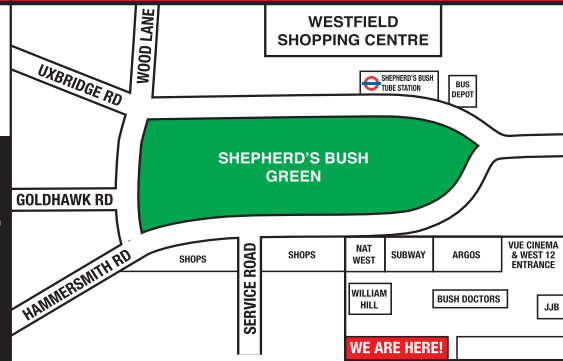 WESTFIELD
SHOPPING CENTRE
WOOD LANE
UXBRIDGE RD
SHEPHERD'S BUSH
TUBE STATION
BUS
DEPOT
SHEPHERD'S BUSH
GREEN
GOLDHAWK RD
HAMMERSMITH RD
SHOPS
SERVICE ROAD
SHOPS
NAT
WEST
SUBWAY
ARGOS
VUE CINEMA
& WEST 12
ENTRANCE
WILLIAM
HILL
BUSH DOCTORS
JJB
WE ARE HERE!